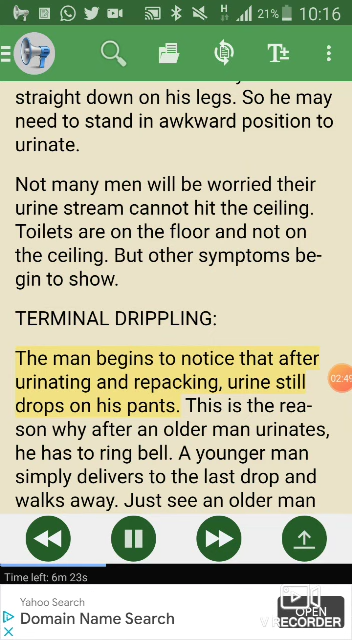 H
21% 10:16
T±
straight down on his legs. So he may
need to stand in awkward position to
urinate.
Not many men will be worried their
urine stream cannot hit the ceiling.
Toilets are on the floor and not on
the ceiling. But other symptoms be-
gin to show.
TERMINAL DRIPPLING:
The man begins to notice that after
urinating and repacking, urine still
drops on his pants. This is the rea-
son why after an older man urinates,
he has to ring bell. A younger man
simply delivers to the last drop and
walks away. Just see an older man
02:49
Time left: 6m 23s
Yahoo Search
Domain Name Search
OPEN
V RECORDER